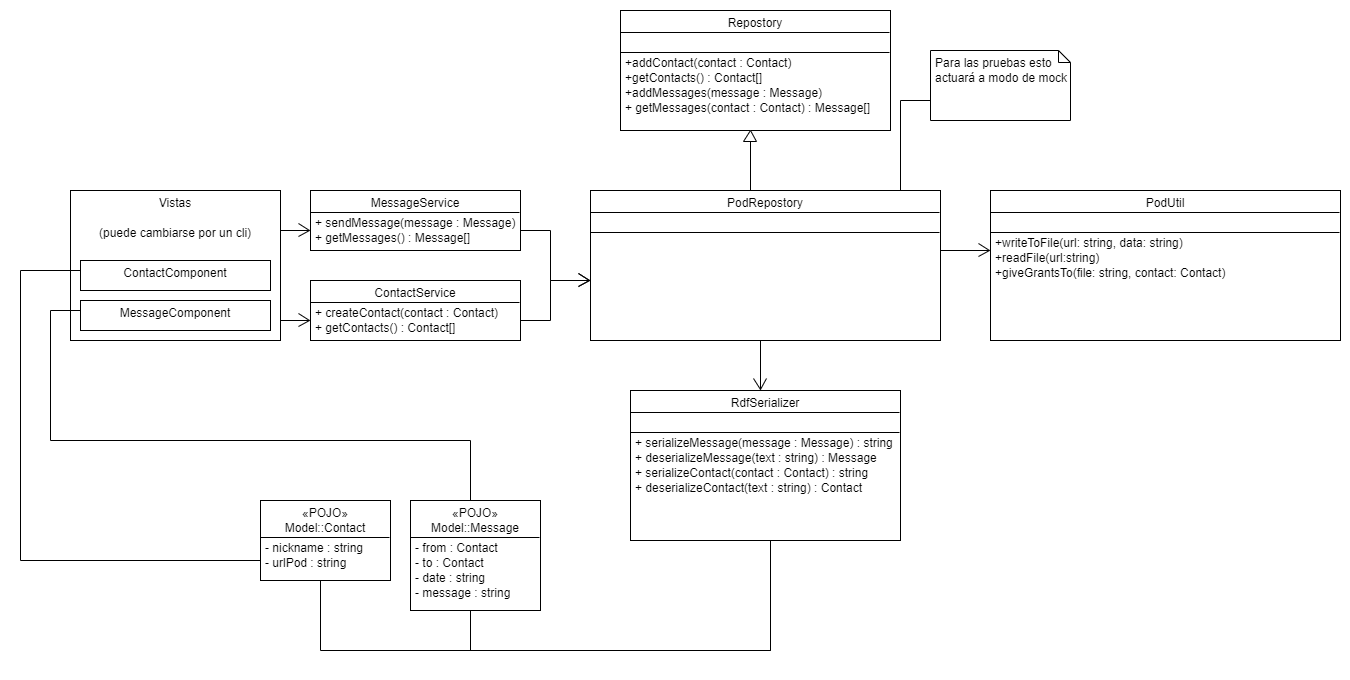 Repostory
+addContact(contact : Contact)
+getContacts() : Contact[]
+addMessages(message : Message)
+ getMessages(contact : Contact) : Message[]
Para las pruebas esto
actuará a modo de mock
Vistas
(puede cambiarse por un cli)
ContactComponent
MessageComponent
MessageService
+ sendMessage(message : Message)
+ getMessages() : Message[]
ContactService
+ createContact(contact : Contact)
+ getContacts() : Contact[]
PodRepostory
PodUtil
+writeToFile(url: string, data: string)
+readFile(url:string)
+giveGrantsTo(file: string, contact: Contact)
RdfSerializer
+ serializeMessage(message : Message) : string
+ deserializeMessage(text : string) : Message
+ serializeContact(contact : Contact) : string
+ deserializeContact(text : string) : Contact
«POJO»
Model::Contact
- nickname : string
- urlPod : string
«POJO»
Model::Message
- from : Contact
- to : Contact
- date : string
- message : string